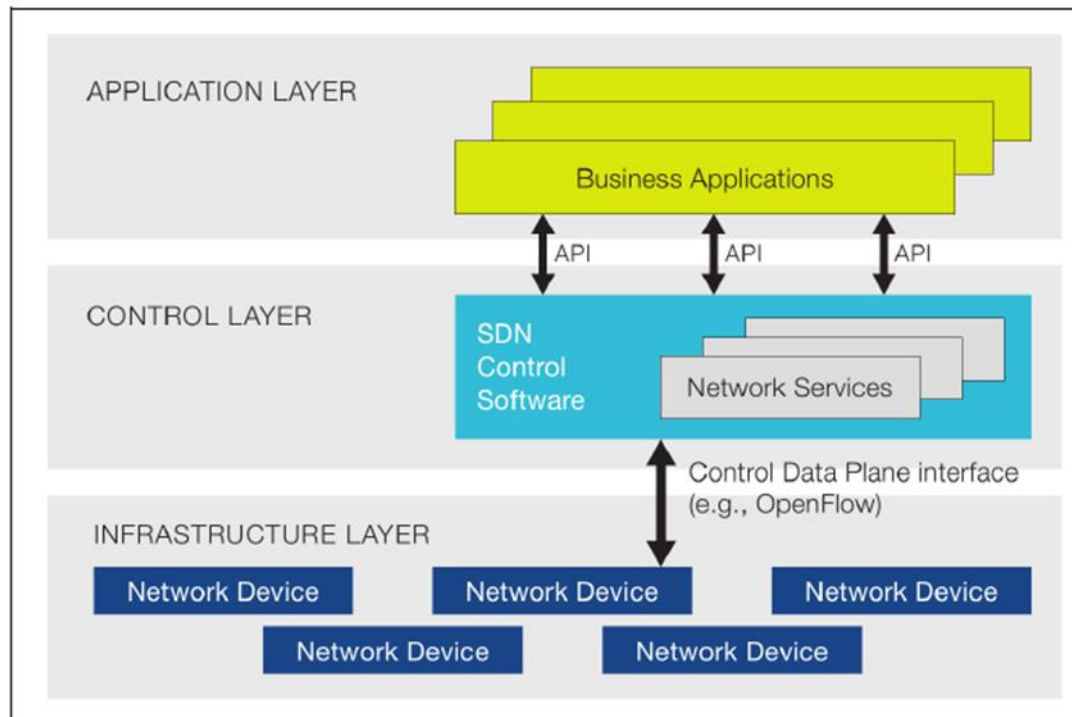 APPLICATION LAYER
Business Applications
API
API
API
CONTROL LAYER
SDN
Control
Software
Network Services
Control Data Plane interface
(e.g., OpenFlow)
INFRASTRUCTURE LAYER
Network Device
Network Device
Network Device
Network Device
Network Device